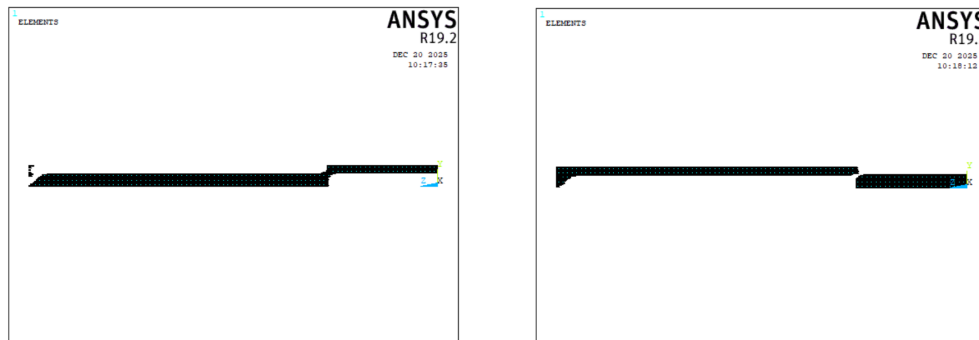 1
ELEMENTS
ANSYS
R19.2
DEC 20 2025
10:17:35
Y
Z
X
1
ELEMENTS
ANSYS
R19.
DEC 20 2025
10:18:12
Y
Z
X